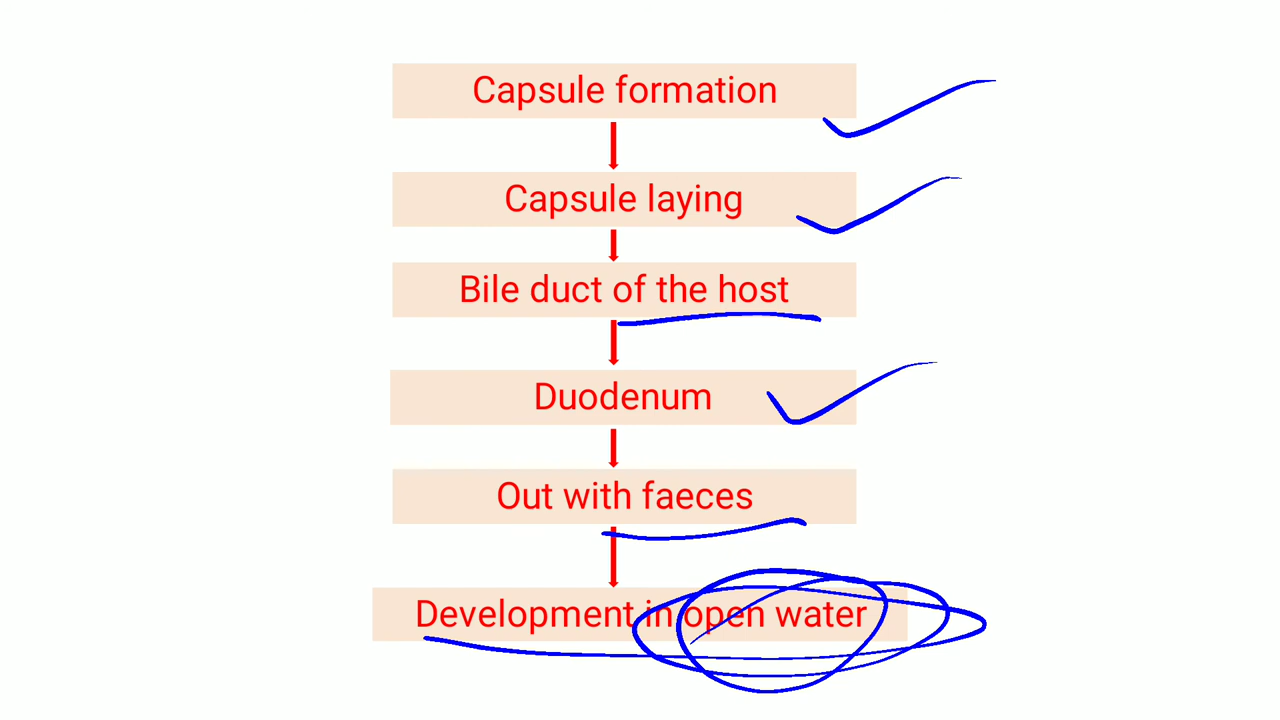 Capsule formation
Capsule laying
Bile duct of the host
Duodenum
Out with faeces
Development in open water